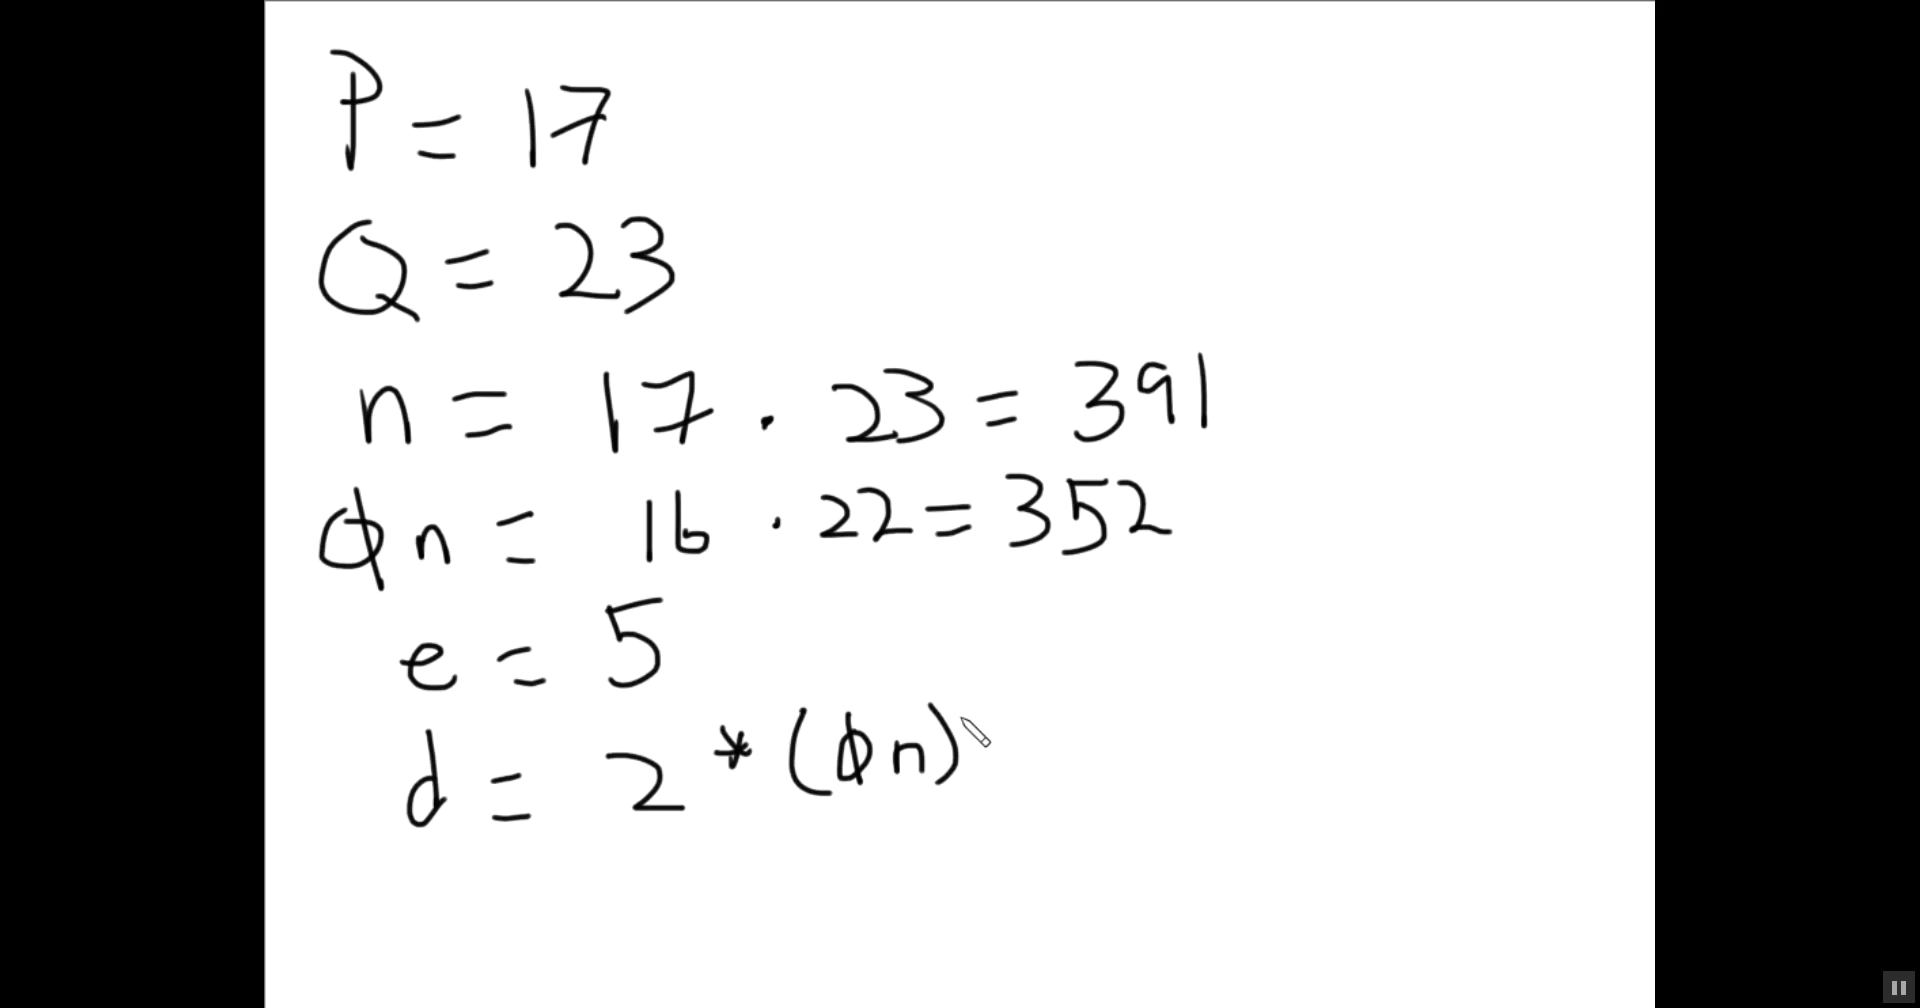 P = 17
Q = 23
n = 17 · 23 = 391
ϕn = 16 · 22 = 352
e = 5
d = 2 * (ϕn)